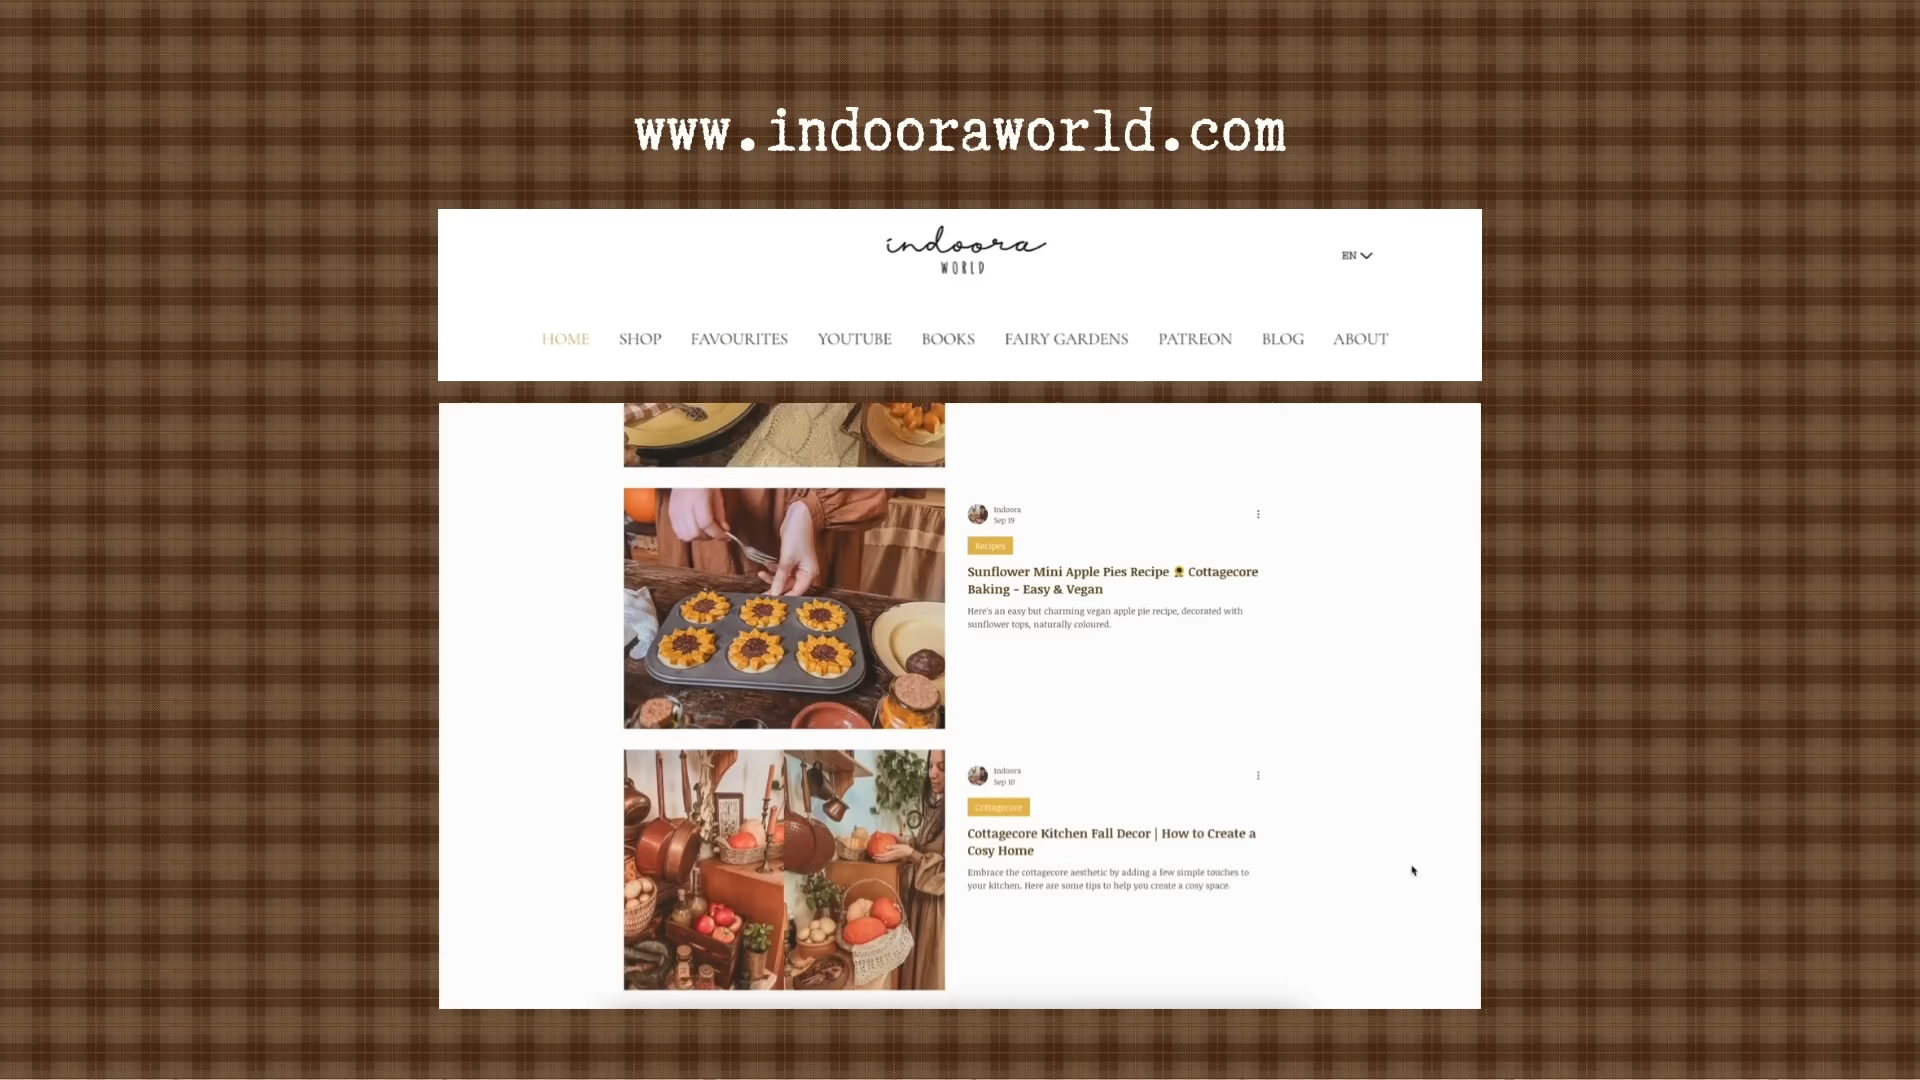 www.indooraworld.com
indoora
WORLD
EN
HOME SHOP FAVOURITES YOUTUBE BOOKS FAIRY GARDENS PATREON BLOG ABOUT
Indoora
Sep 19
Recipes
Sunflower Mini Apple Pies Recipe 🌻 Cottagecore
Baking - Easy & Vegan
Here's an easy but charming vegan apple pie recipe, decorated with
sunflower tops, naturally coloured.
Indoora
Sep 10
Cottagecore
Cottagecore Kitchen Fall Decor | How to Create a
Cosy Home
Embrace the cottagecore aesthetic by adding a few simple touches to
your kitchen. Here are some tips to help you create a cosy space.